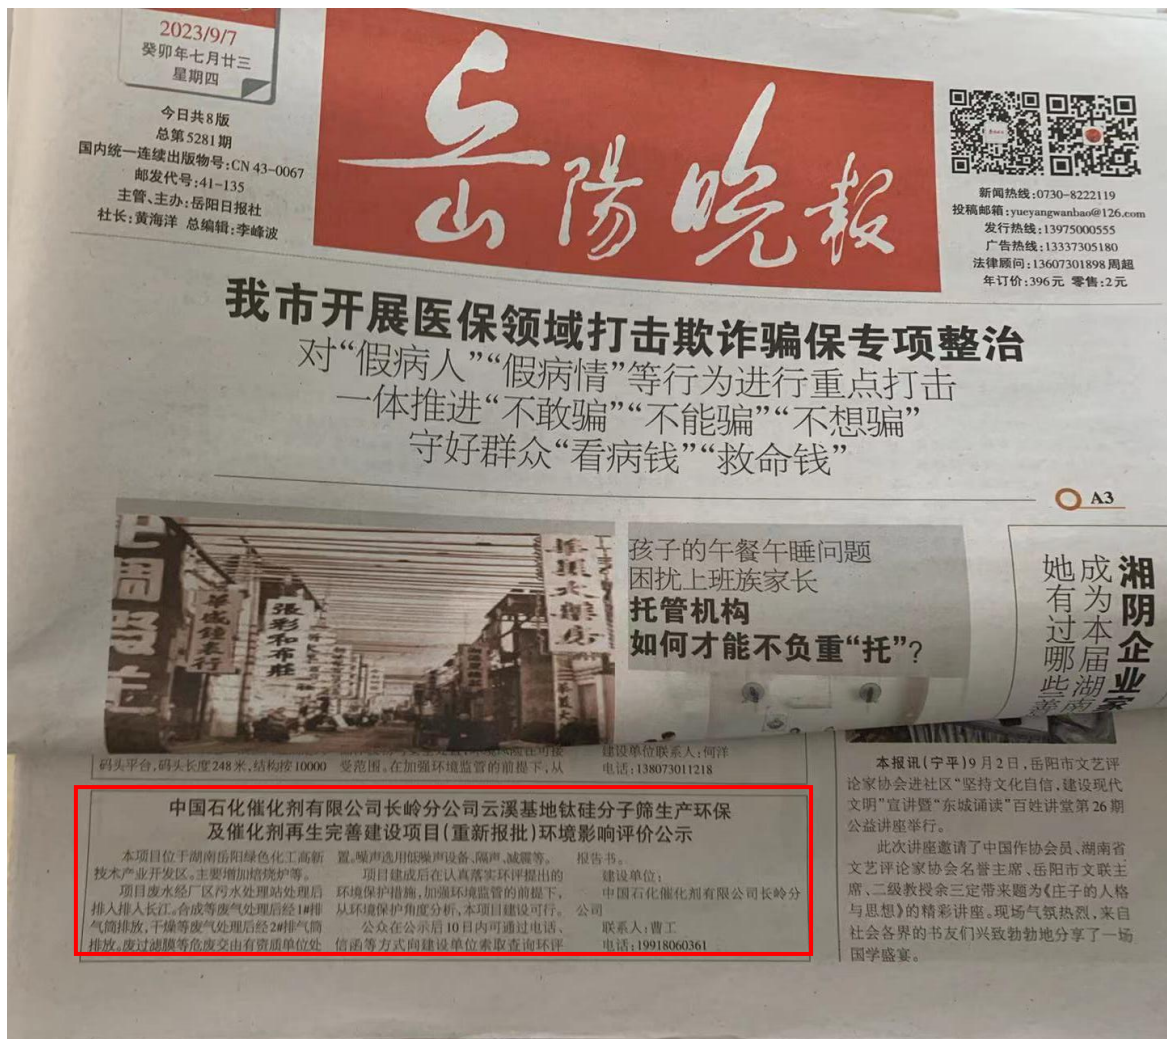 2023/9/7
癸卯年七月廿三
星期四
今日共8版
总第5281期
国内统一连续出版物号:CN 43-0067
邮发代号:41-135
主管、主办:岳阳日报社
社长:黄海洋 总编辑:李峰波
岳陽晚報
新闻热线:0730-8222119
投稿邮箱:yueyangwanbao@126.com
发行热线:13975000555
广告热线:13337305180
法律顾问:13607301898 周超
年订价:396元 零售:2元
我市开展医保领域打击欺诈骗保专项整治
对“假病人”“假病情”等行为进行重点打击
一体推进“不敢骗”“不能骗”“不想骗”
守好群众“看病钱”“救命钱”
A3
華盛鐘表行
張彩和布莊
孩子的午餐午睡问题
困扰上班族家长
托管机构
如何才能不负重“托”?
湘阴企业家
成为本届湖南
她有过哪些善
码头平台,码头长度248米,结构按10000
受范围。在加强环境监管的前提下,从
建设单位联系人:何洋
电话:13807301218
中国石化催化剂有限公司长岭分公司云溪基地钛硅分子筛生产环保
及催化剂再生完善建设项目(重新报批)环境影响评价公示
本项目位于湖南岳阳绿色化工高新
技术产业开发区。主要增加焙烧炉等。
项目废水经厂区污水处理站处理后
排入排入长江。合成等废气处理后经1#排
气筒排放,干燥等废气处理后经2#排气筒
排放。废过滤膜等危废交由有资质单位处
置。噪声选用低噪声设备、隔声、减震等。
项目建成后在认真落实环评提出的
环境保护措施,加强环境监管的前提下,
从环境保护角度分析,本项目建设可行。
公众在公示后10日内可通过电话、
信函等方式向建设单位索取查询环评
报告书。
建设单位:
中国石化催化剂有限公司长岭分
公司
联系人:曹工
电话:19918060361
本报讯(宁平)9月2日,岳阳市文艺评
论家协会进社区“坚持文化自信,建设现代
文明”宣讲暨“东城诵读”百姓讲堂第26期
公益讲座举行。
此次讲座邀请了中国作协会员、湖南省
文艺评论家协会名誉主席、岳阳市文联主
席、二级教授余三定带来题为《庄子的人格
与思想》的精彩讲座。现场气氛热烈,来自
社会各界的书友们兴致勃勃地分享了一场
国学盛宴。